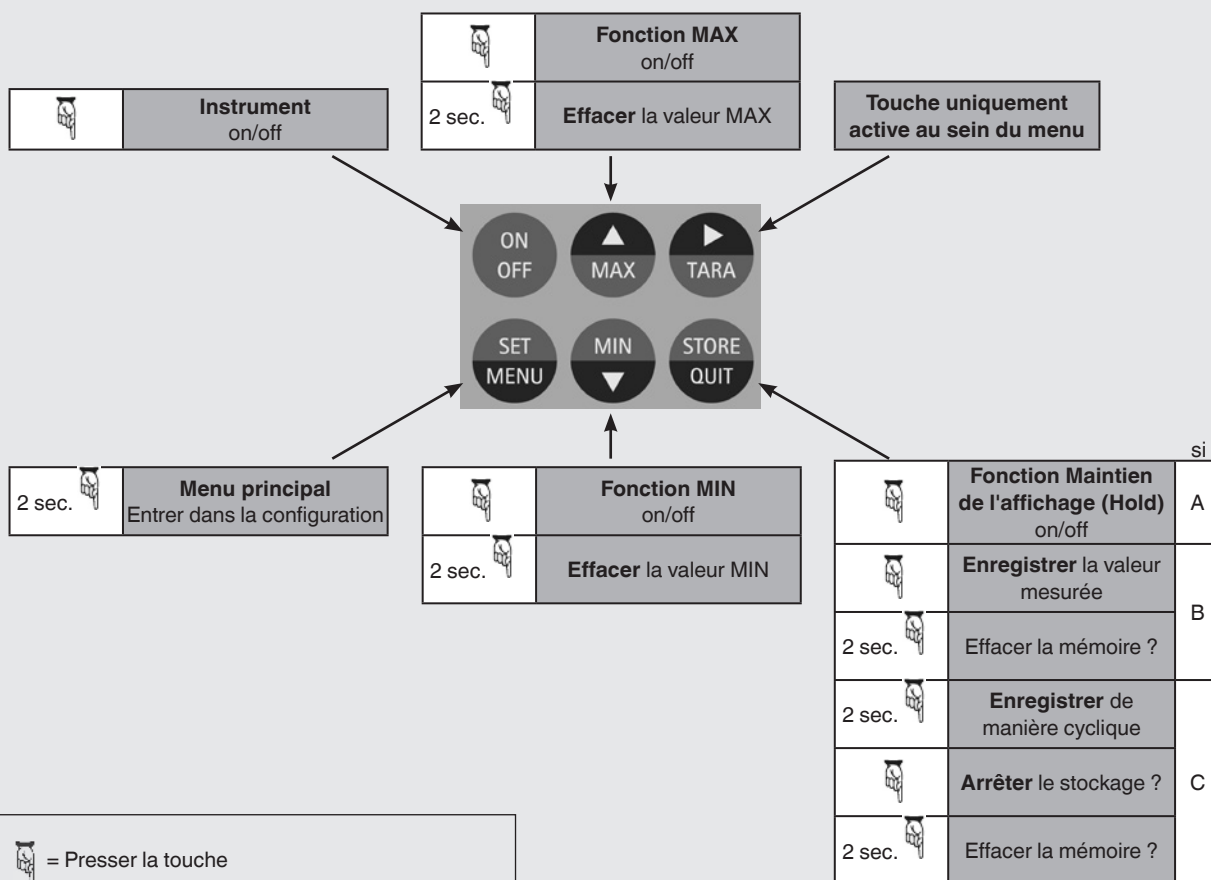 Fonction MAX
on/off
2 sec.
Effacer la valeur MAX
Instrument
on/off
Touche uniquement
active au sein du menu
ON
OFF
MAX
TARA
SET
MENU
MIN
STORE
QUIT
2 sec.
Menu principal
Entrer dans la configuration
Fonction MIN
on/off
2 sec.
Effacer la valeur MIN
si
Fonction Maintien
de l'affichage (Hold)
on/off
A
Enregistrer la valeur
mesurée
B
2 sec.
Effacer la mémoire ?
2 sec.
Enregistrer de
manière cyclique
Arrêter le stockage ?
C
2 sec.
Effacer la mémoire ?
= Presser la touche